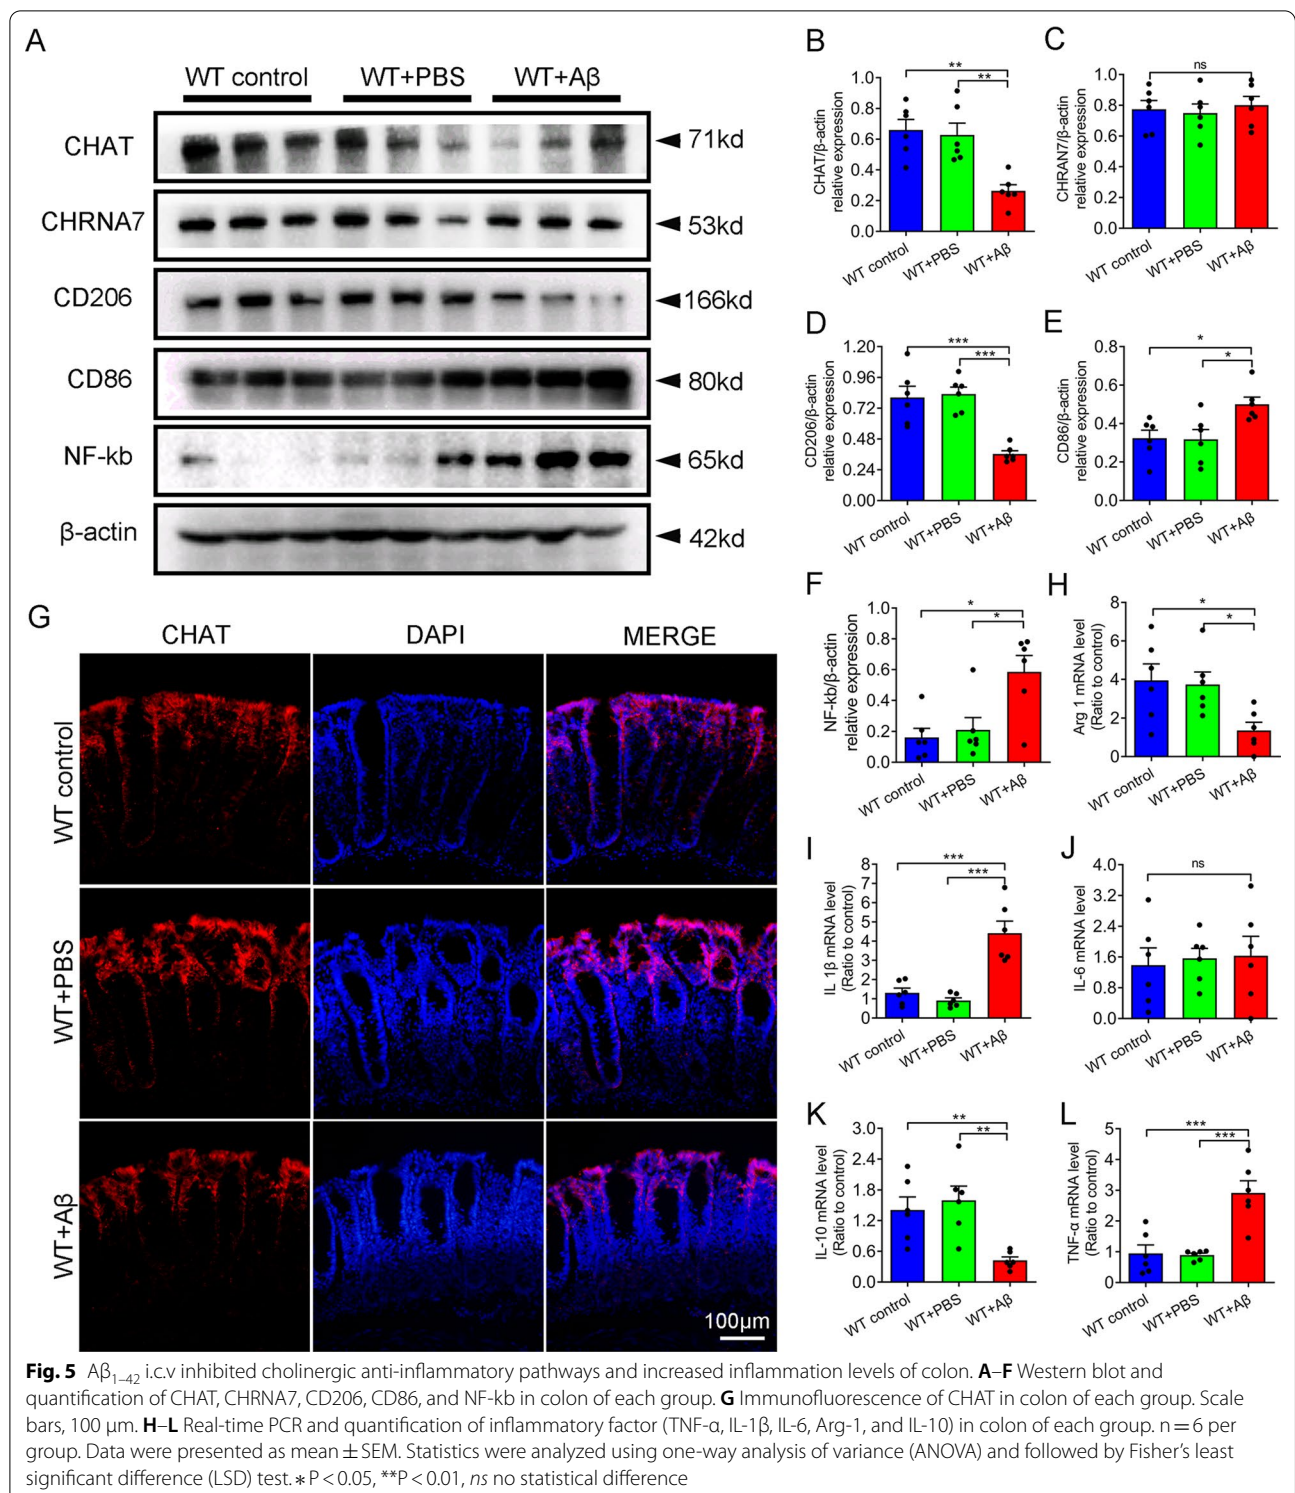 A
WT control
WT+PBS
WT+Aβ
CHAT
71kd
CHRNA7
53kd
CD206
166kd
CD86
80kd
NF-kb
65kd
β-actin
42kd
B
CHAT/β-actin
relative expression
1.0
0.8
0.6
0.4
0.2
0.0
**
**
WT control
WT+PBS
WT+Aβ
C
CHRAN7/β-actin
relative expression
1.0
0.8
0.6
0.4
0.2
0.0
ns
WT control
WT+PBS
WT+Aβ
D
CD206/β-actin
relative expression
1.20
0.96
0.72
0.48
0.24
0.00
***
***
WT control
WT+PBS
WT+Aβ
E
CD86/β-actin
relative expression
0.8
0.6
0.4
0.2
0.0
*
*
WT control
WT+PBS
WT+Aβ
F
NF-kb/β-actin
relative expression
1.0
0.8
0.6
0.4
0.2
0.0
*
*
WT control
WT+PBS
WT+Aβ
G
CHAT
DAPI
MERGE
WT control
WT+PBS
WT+Aβ
100μm
H
Arg 1 mRNA level
(Ratio to control)
8
6
4
2
0
*
*
WT control
WT+PBS
WT+Aβ
I
IL 1β mRNA level
(Ratio to control)
8
7
6
5
4
3
2
1
0
***
***
WT control
WT+PBS
WT+Aβ
J
IL-6 mRNA level
4.0
3.2
2.4
1.6
0.8
0.0
ns
WT control
WT+PBS
WT+Aβ
K
IL-10 mRNA level
(Ratio to control)
3.0
2.4
1.8
1.2
0.6
0.0
**
**
WT control
WT+PBS
WT+Aβ
L
TNF-α mRNA level
(Ratio to control)
5
4
3
2
1
0
***
***
WT control
WT+PBS
WT+Aβ
Fig. 5 Aβ1–42 i.c.v inhibited cholinergic anti-inflammatory pathways and increased inflammation levels of colon. A–F Western blot and
quantification of CHAT, CHRNA7, CD206, CD86, and NF-kb in colon of each group. G Immunofluorescence of CHAT in colon of each group. Scale
bars, 100 μm. H–L Real-time PCR and quantification of inflammatory factor (TNF-α, IL-1β, IL-6, Arg-1, and IL-10) in colon of each group. n = 6 per
group. Data were presented as mean ± SEM. Statistics were analyzed using one-way analysis of variance (ANOVA) and followed by Fisher's least
significant difference (LSD) test. *P < 0.05, **P < 0.01, ns no statistical difference